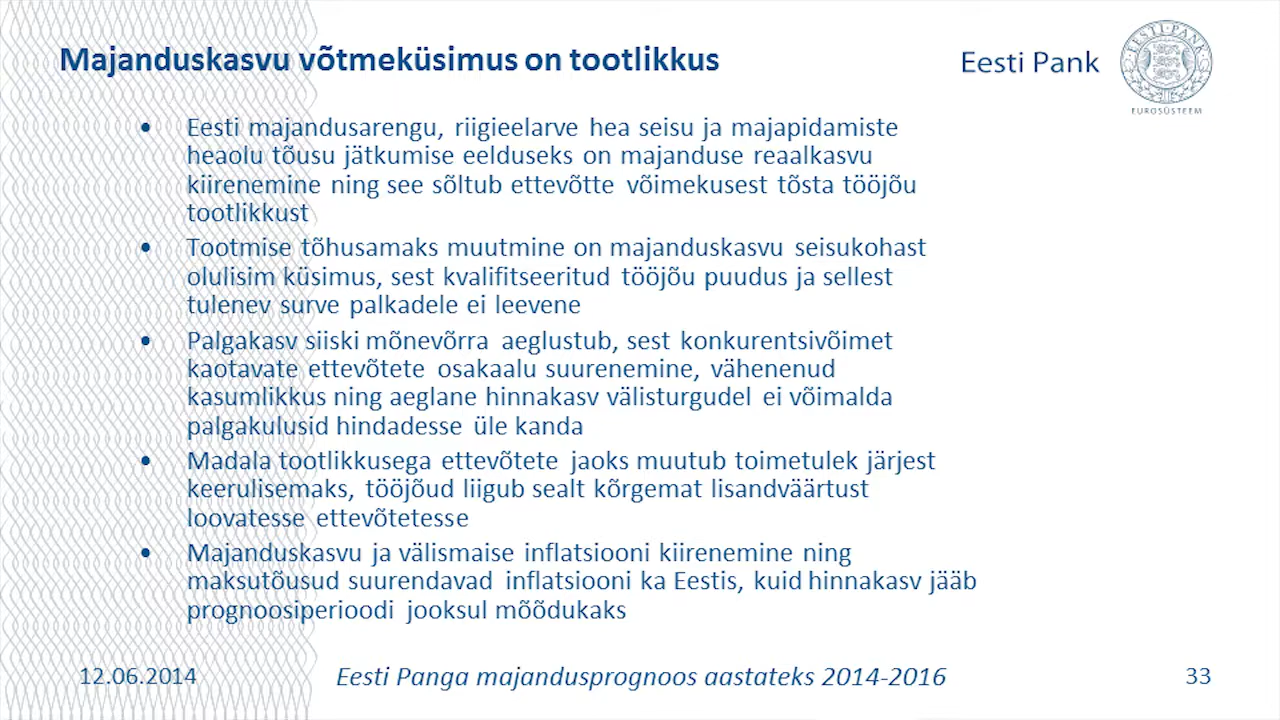 Majanduskasvu võtmeküsimus on tootlikkus
Eesti Pank
EESTI·PANK
EUROSÜSTEEM
• Eesti majandusarengu, riigieelarve hea seisu ja majapidamiste
heaolu tõusu jätkumise eelduseks on majanduse reaalkasvu
kiirenemine ning see sõltub ettevõtte võimekusest tõsta tööjõu
tootlikkust
• Tootmise tõhusamaks muutmine on majanduskasvu seisukohast
olulisim küsimus, sest kvalifitseeritud tööjõu puudus ja sellest
tulenev surve palkadele ei leevene
• Palgakasv siiski mõnevõrra aeglustub, sest konkurentsivõimet
kaotavate ettevõtete osakaalu suurenemine, vähenenud
kasumlikkus ning aeglane hinnakasv välisturgudel ei võimalda
palgakulusid hindadesse üle kanda
• Madala tootlikkusega ettevõtete jaoks muutub toimetulek järjest
keerulisemaks, tööjõud liigub sealt kõrgemat lisandväärtust
loovatesse ettevõtetesse
• Majanduskasvu ja välismaise inflatsiooni kiirenemine ning
maksutõusud suurendavad inflatsiooni ka Eestis, kuid hinnakasv jääb
prognoosiperioodi jooksul mõõdukaks
12.06.2014
Eesti Panga majandusprognoos aastateks 2014-2016
33